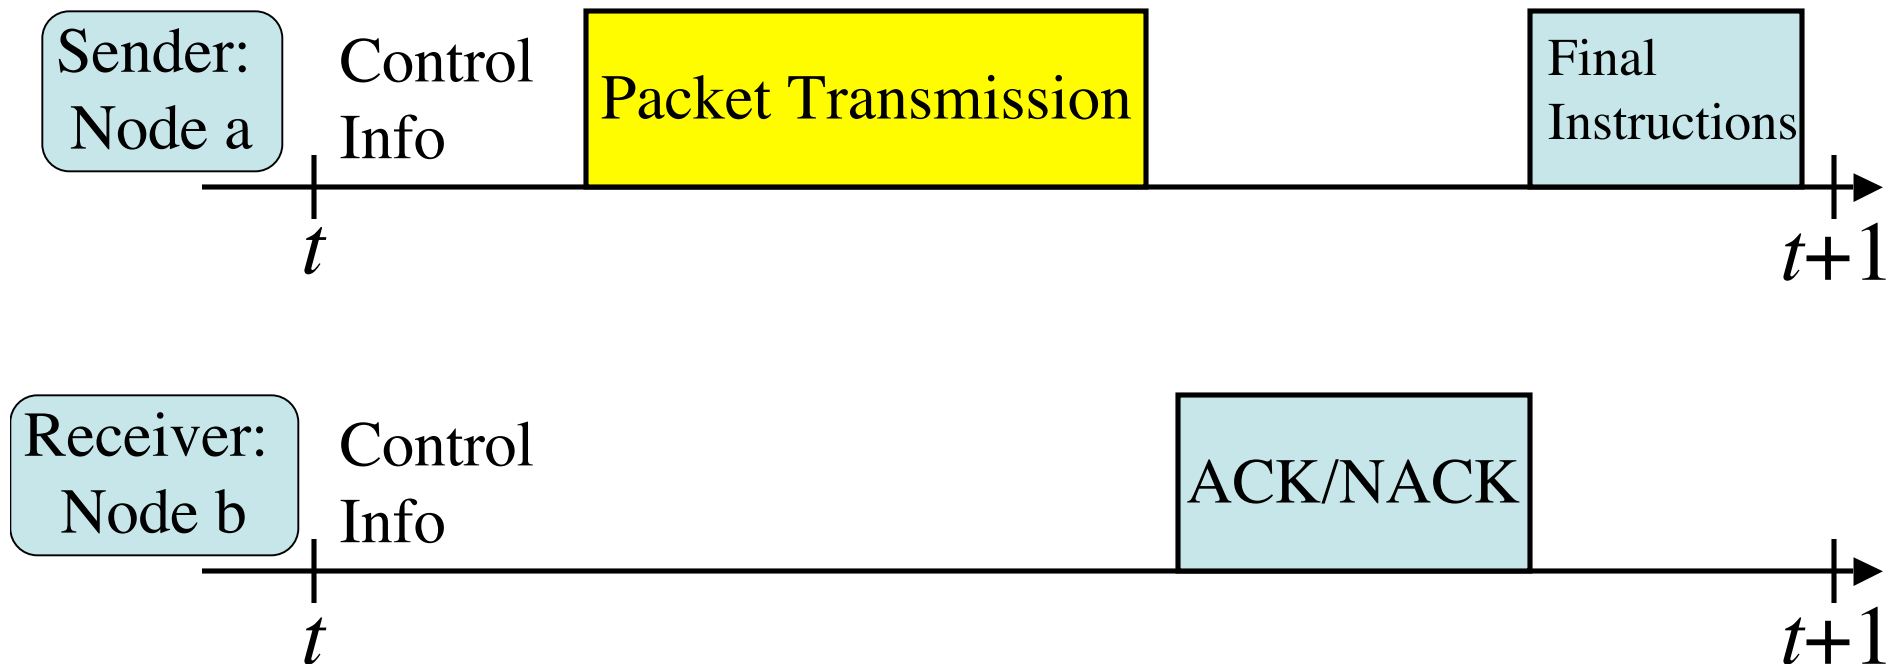 Sender:
Node a
Control
Info
Packet Transmission
Final
Instructions
t
t+1
Receiver:
Node b
Control
Info
ACK/NACK
t
t+1